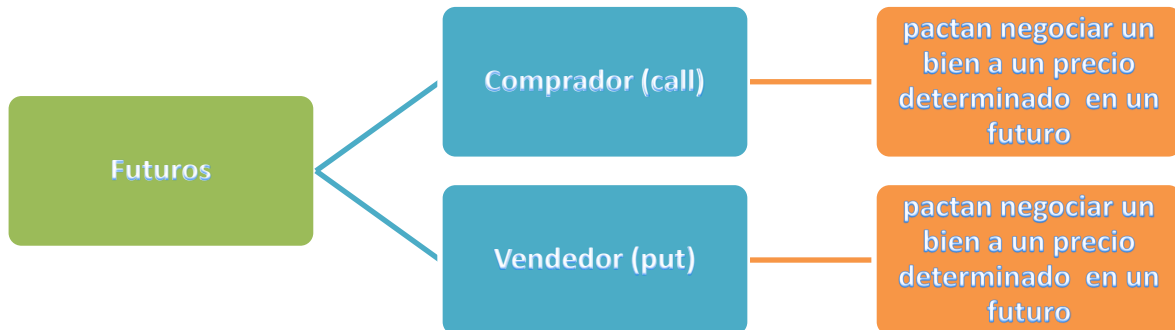 Futuros
Comprador (call)
pactan negociar un
bien a un precio
determinado en un
futuro
Vendedor (put)
pactan negociar un
bien a un precio
determinado en un
futuro